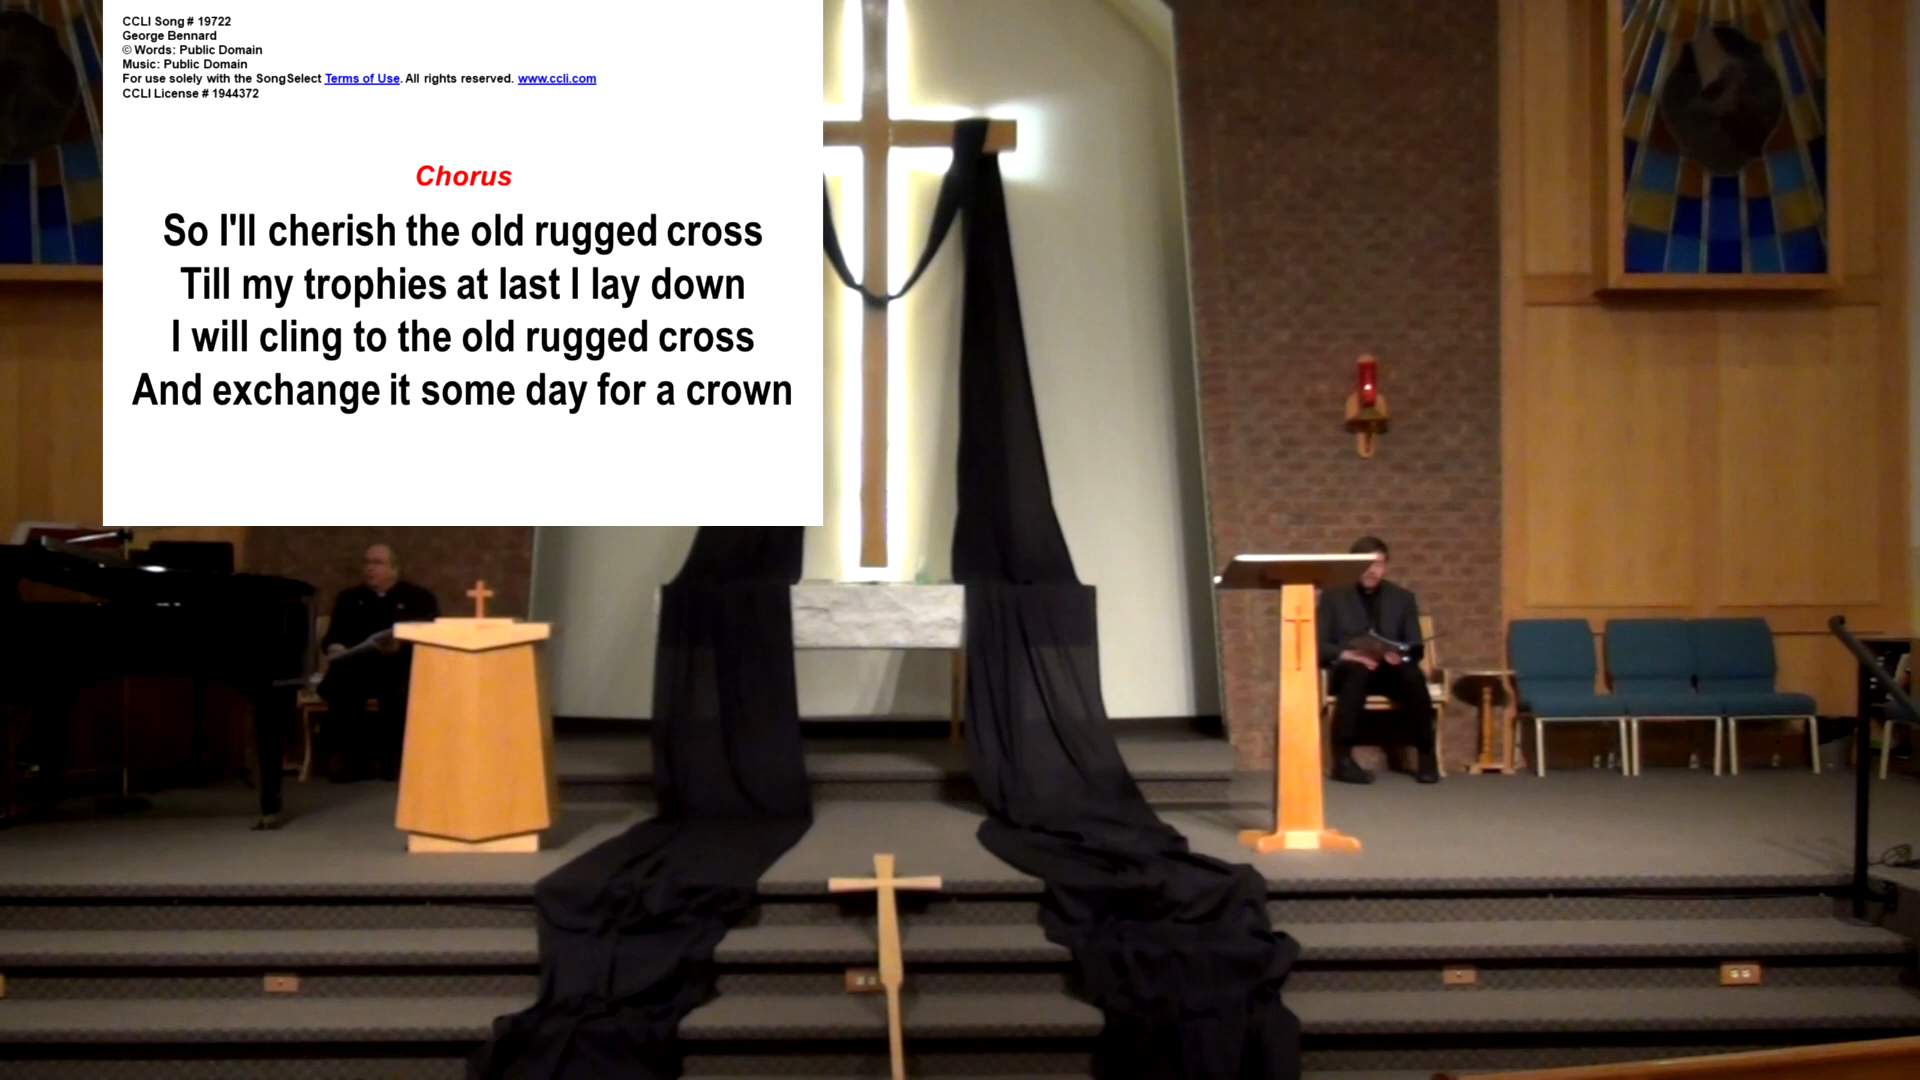 CCLI Song # 19722
George Bennard
© Words: Public Domain
Music: Public Domain
For use solely with the SongSelect Terms of Use. All rights reserved. www.ccli.com
CCLI License # 1944372
Chorus
So I'll cherish the old rugged cross
Till my trophies at last I lay down
I will cling to the old rugged cross
And exchange it some day for a crown